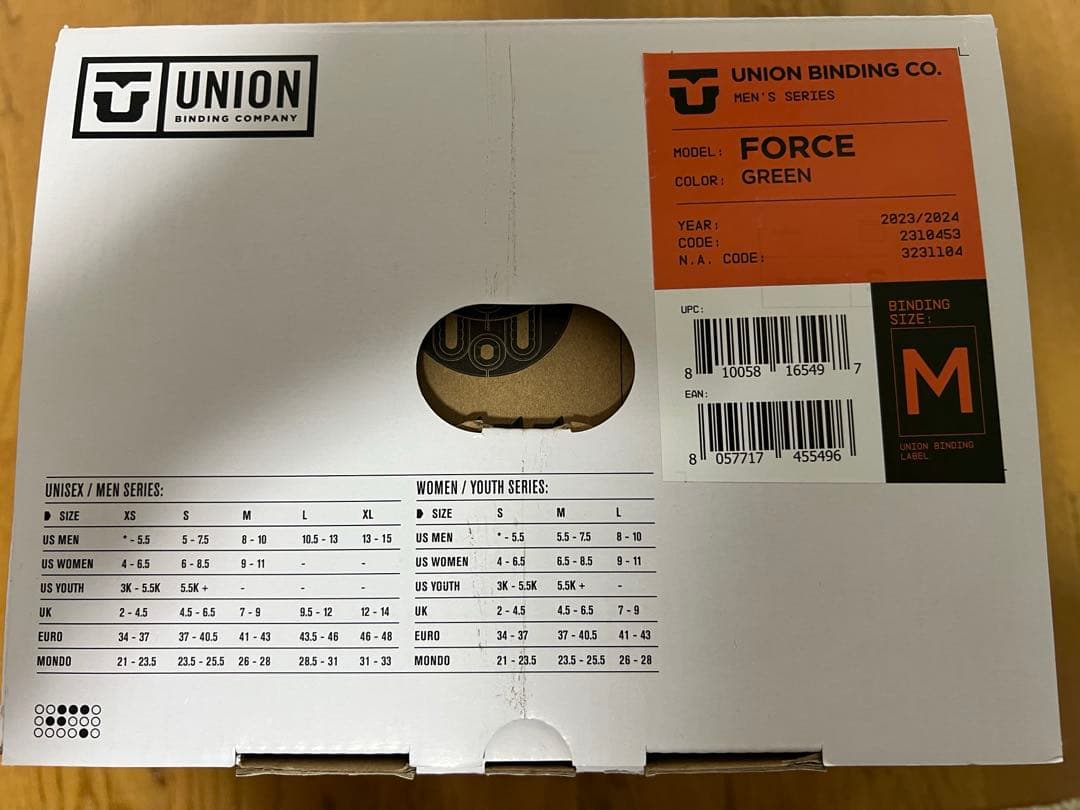 UNION
BINDING COMPANY
UNION BINDING CO.
MEN'S SERIES
MODEL: FORCE
COLOR: GREEN
YEAR: 2023/2024
CODE: 2310453
N.A. CODE: 3231104
UPC:
8 10058 16549 7
EAN:
8 057717 455496
BINDING
SIZE:
M
UNION BINDING
LABEL
UNISEX / MEN SERIES:
SIZE XS S M L XL
US MEN * - 5.5 5 - 7.5 8 - 10 10.5 - 13 13 - 15
US WOMEN 4 - 6.5 6 - 8.5 9 - 11 - -
US YOUTH 3K - 5.5K 5.5K + - - -
UK 2 - 4.5 4.5 - 6.5 7 - 9 9.5 - 12 12 - 14
EURO 34 - 37 37 - 40.5 41 - 43 43.5 - 46 46 - 48
MONDO 21 - 23.5 23.5 - 25.5 26 - 28 28.5 - 31 31 - 33
WOMEN / YOUTH SERIES:
SIZE S M L
US MEN * - 5.5 5.5 - 7.5 8 - 10
US WOMEN 4 - 6.5 6.5 - 8.5 9 - 11
US YOUTH 3K - 5.5K 5.5K + -
UK 2 - 4.5 4.5 - 6.5 7 - 9
EURO 34 - 37 37 - 40.5 41 - 43
MONDO 21 - 23.5 23.5 - 25.5 26 - 28